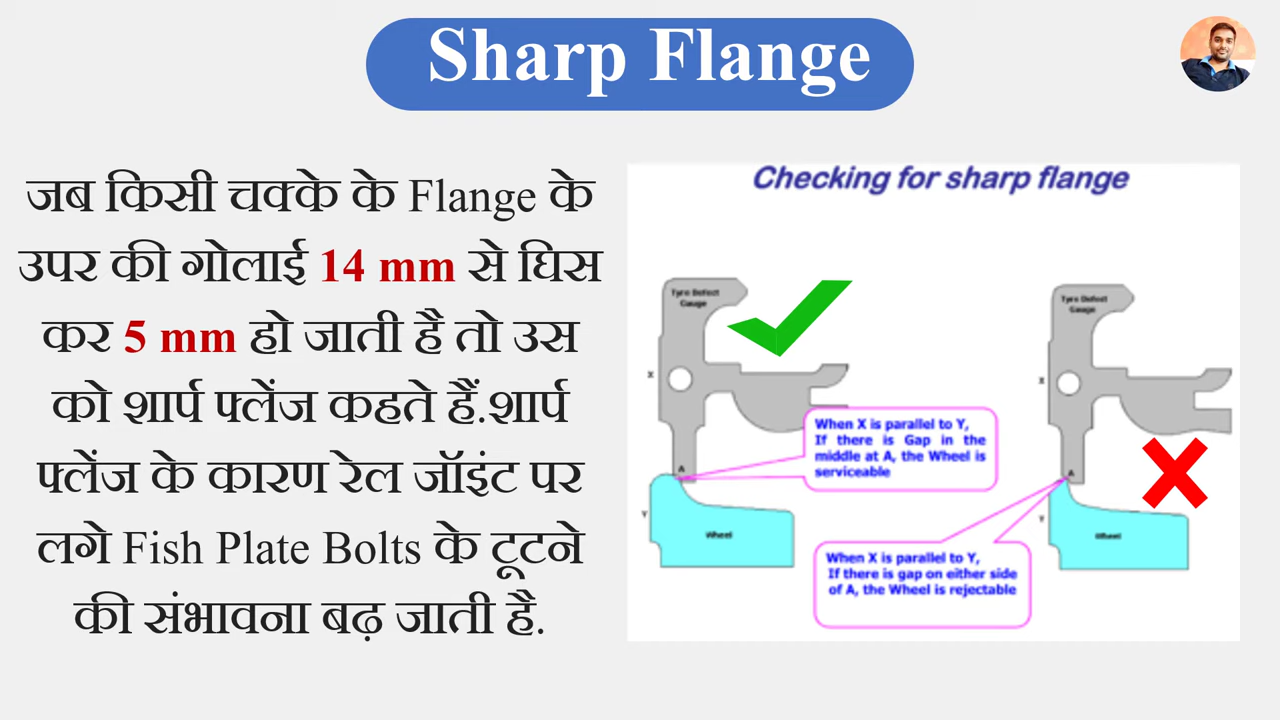 Sharp Flange
जब किसी चक्के के Flange के
उपर की गोलाई 14 mm से घिस
कर 5 mm हो जाती है तो उस
को शार्प फ्लेंज कहते हैं.शार्प
फ्लेंज के कारण रेल जॉइंट पर
लगे Fish Plate Bolts के टूटने
की संभावना बढ़ जाती है.
Checking for sharp flange
Tyre Defect
Gauge
X
A
Y
Wheel
When X is parallel to Y,
If there is Gap in the
middle at A, the Wheel is
serviceable
Tyre Defect
Gauge
X
A
Y
Wheel
When X is parallel to Y,
If there is gap on either side
of A, the Wheel is rejectable